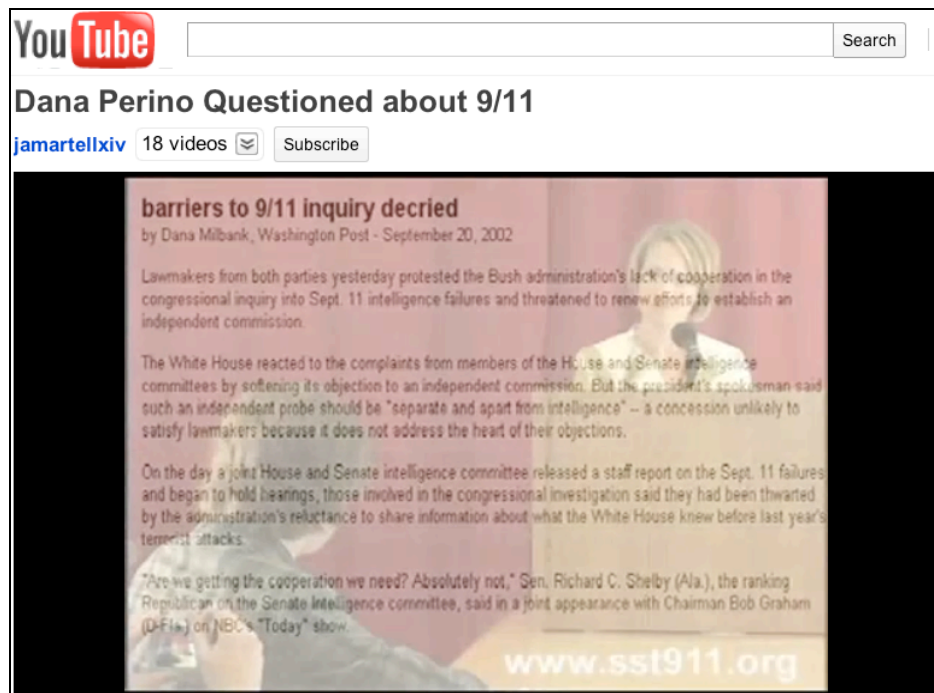 You Tube
Search
Dana Perino Questioned about 9/11
jamartellxiv 18 videos Subscribe
barriers to 9/11 inquiry decried
by Dana Milbank, Washington Post - September 20, 2002
Lawmakers from both parties yesterday protested the Bush administration's lack of cooperation in the
congressional inquiry into Sept. 11 intelligence failures and threatened to renew efforts to establish an
independent commission.
The White House reacted to the complaints from members of the House and Senate intelligence
committees by softening its objection to an independent commission. But the president's spokesman said
such an independent probe should be "separate and apart from intelligence" -- a concession unlikely to
satisfy lawmakers because it does not address the heart of their objections.
On the day a joint House and Senate intelligence committee released a staff report on the Sept. 11 failures
and began to hold hearings, those involved in the congressional investigation said they had been thwarted
by the administration's reluctance to share information about what the White House knew before last year's
terrorist attacks.
"Are we getting the cooperation we need? Absolutely not," Sen. Richard C. Shelby (Ala.), the ranking
Republican on the Senate Intelligence committee, said in a joint appearance with Chairman Bob Graham
(D-Fla.) on NBC's "Today" show.
www.sst911.org